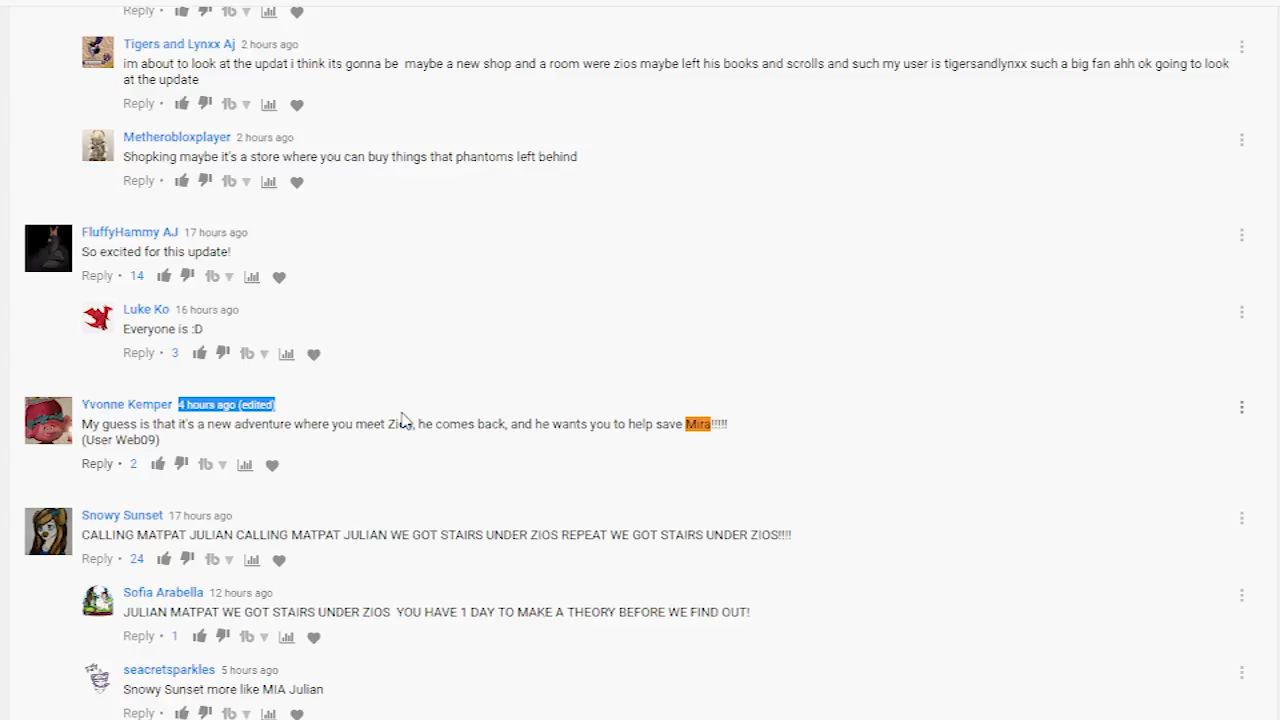 Reply •
Tigers and Lynxx Aj 2 hours ago
im about to look at the updat i think its gonna be  maybe a new shop and a room were zios maybe left his books and scrolls and such my user is tigersandlynxx such a big fan ahh ok going to look
at the update
Reply •
Metherobloxplayer 2 hours ago
Shopking maybe it's a store where you can buy things that phantoms left behind
Reply •
FluffyHammy AJ 17 hours ago
So excited for this update!
Reply • 14
Luke Ko 16 hours ago
Everyone is :D
Reply • 3
Yvonne Kemper 4 hours ago (edited)
My guess is that it's a new adventure where you meet Zios, he comes back, and he wants you to help save Mira!!!!!
(User Web09)
Reply • 2
Snowy Sunset 17 hours ago
CALLING MATPAT JULIAN CALLING MATPAT JULIAN WE GOT STAIRS UNDER ZIOS REPEAT WE GOT STAIRS UNDER ZIOS!!!!
Reply • 24
Sofia Arabella 12 hours ago
JULIAN MATPAT WE GOT STAIRS UNDER ZIOS  YOU HAVE 1 DAY TO MAKE A THEORY BEFORE WE FIND OUT!
Reply • 1
seacretsparkles 5 hours ago
Snowy Sunset more like MIA Julian
Reply •